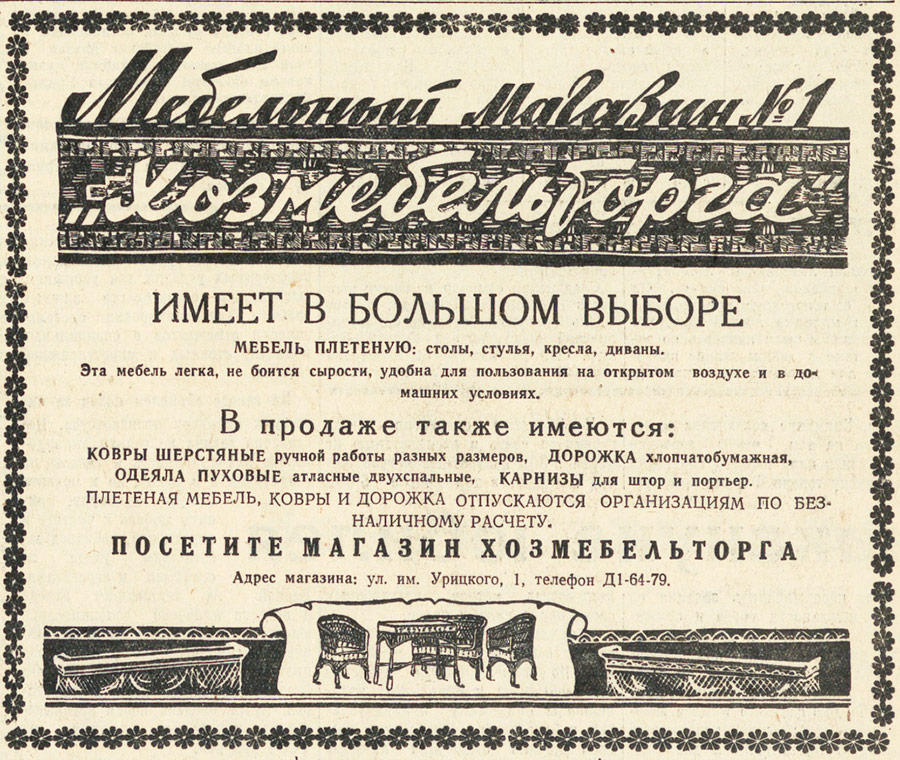 Мебельный магазин № 1
„Хозмебельборга“
ИМЕЕТ В БОЛЬШОМ ВЫБОРЕ
МЕБЕЛЬ ПЛЕТЕНУЮ: столы, стулья, кресла, диваны.
Эта мебель легка, не боится сырости, удобна для пользования на открытом воздухе и в до-
машних условиях.
В продаже также имеются:
КОВРЫ ШЕРСТЯНЫЕ ручной работы разных размеров, ДОРОЖКА хлопчатобумажная,
ОДЕЯЛА ПУХОВЫЕ атласные двухспальные, КАРНИЗЫ для штор и портьер.
ПЛЕТЕНАЯ МЕБЕЛЬ, КОВРЫ И ДОРОЖКА ОТПУСКАЮТСЯ ОРГАНИЗАЦИЯМ ПО БЕЗ-
НАЛИЧНОМУ РАСЧЕТУ.
ПОСЕТИТЕ МАГАЗИН ХОЗМЕБЕЛЬТОРГА
Адрес магазина: ул. им. Урицкого, 1, телефон Д1-64-79.